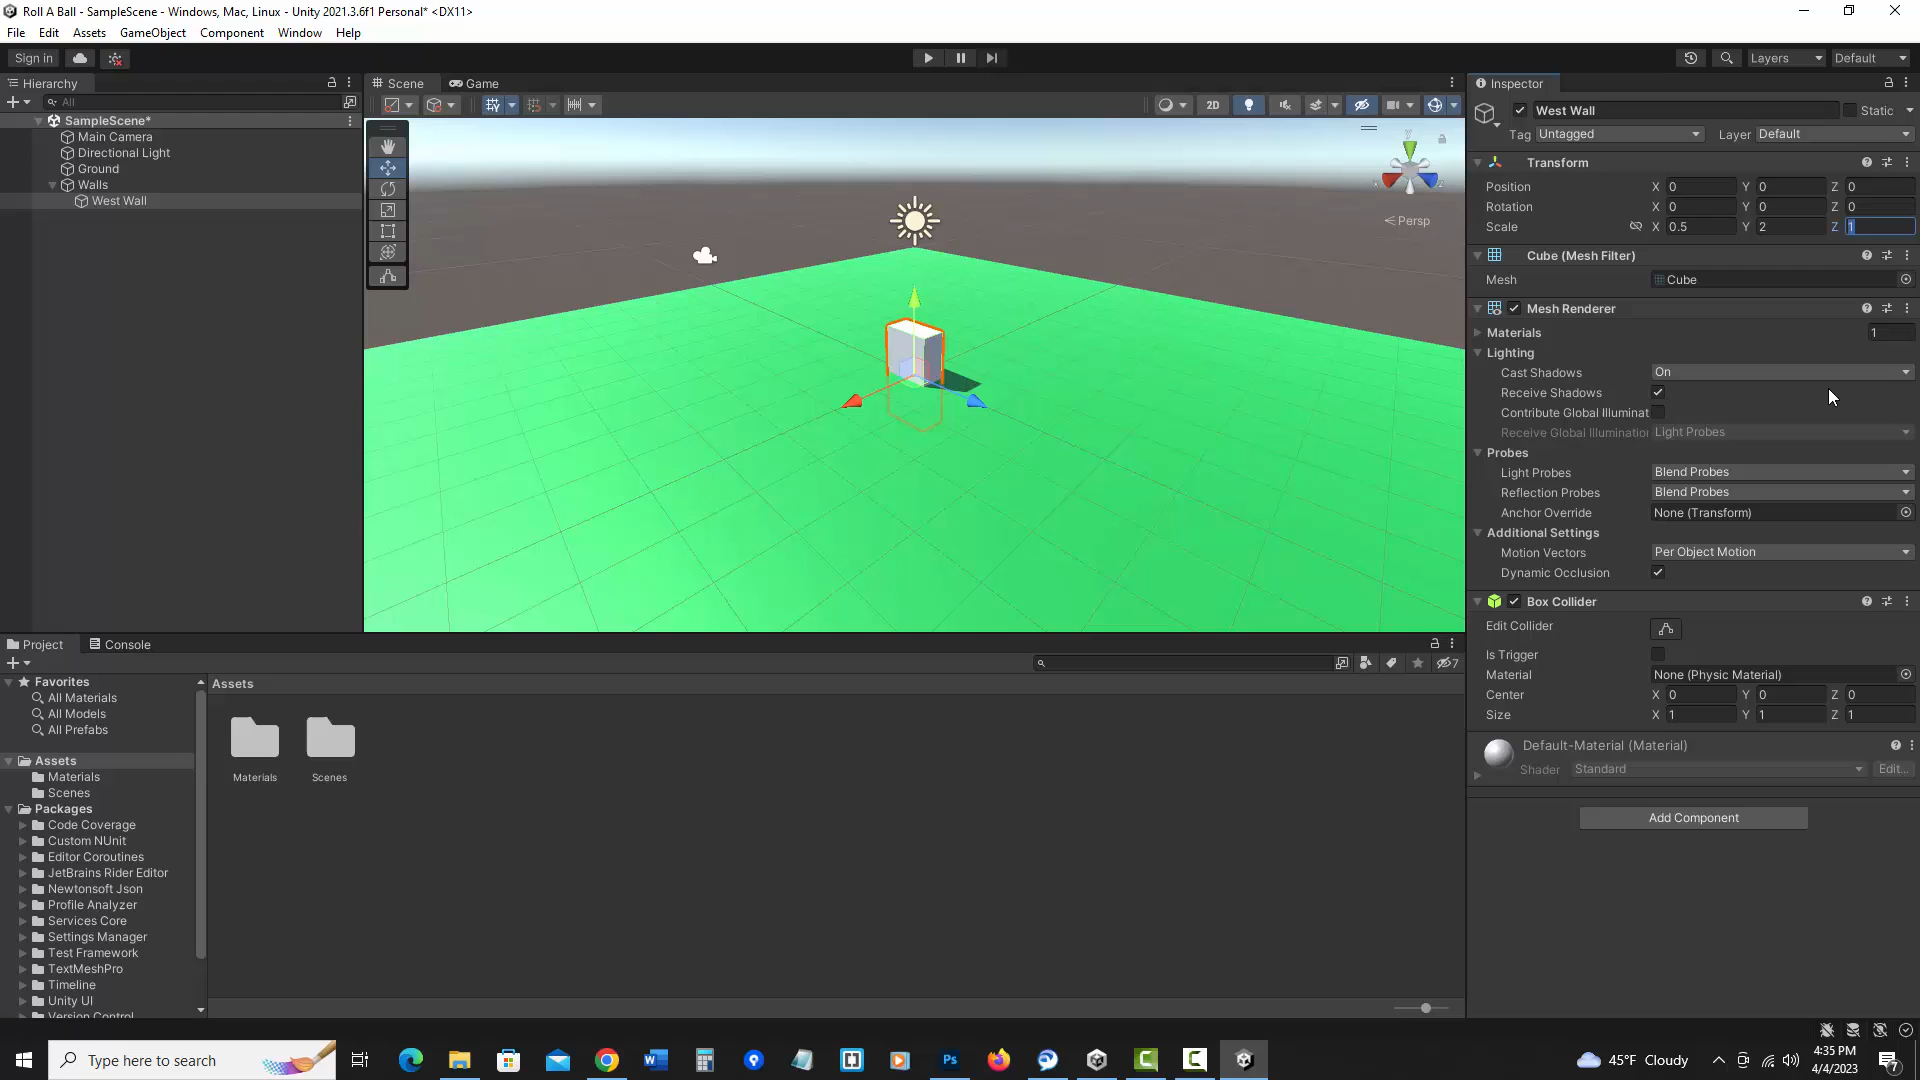 Roll A Ball - SampleScene - Windows, Mac, Linux - Unity 2021.3.6f1 Personal* <DX11>
File Edit Assets GameObject Component Window Help
Sign in Layers Default
Hierarchy
All
SampleScene*
Main Camera
Directional Light
Ground
Walls
West Wall
Scene Game
2D
y
Persp
Inspector
West Wall Static
Tag Untagged Layer Default
Transform
Position X 0 Y 0 Z 0
Rotation X 0 Y 0 Z 0
Scale X 0.5 Y 2 Z 1
Cube (Mesh Filter)
Mesh Cube
Mesh Renderer
Materials 1
Lighting
Cast Shadows On
Receive Shadows
Contribute Global Illuminat
Receive Global Illumination Light Probes
Probes
Light Probes Blend Probes
Reflection Probes Blend Probes
Anchor Override None (Transform)
Additional Settings
Motion Vectors Per Object Motion
Dynamic Occlusion
Box Collider
Edit Collider
Is Trigger
Material None (Physic Material)
Center X 0 Y 0 Z 0
Size X 1 Y 1 Z 1
Default-Material (Material)
Shader Standard Edit...
Add Component
Project Console
7
Favorites
All Materials
All Models
All Prefabs
Assets
Materials
Scenes
Packages
Code Coverage
Custom NUnit
Editor Coroutines
JetBrains Rider Editor
Newtonsoft Json
Profile Analyzer
Services Core
Settings Manager
Test Framework
TextMeshPro
Timeline
Unity UI
Version Control
Assets
Materials Scenes
Type here to search
Ps
45°F Cloudy
4:35 PM
4/4/2023
7